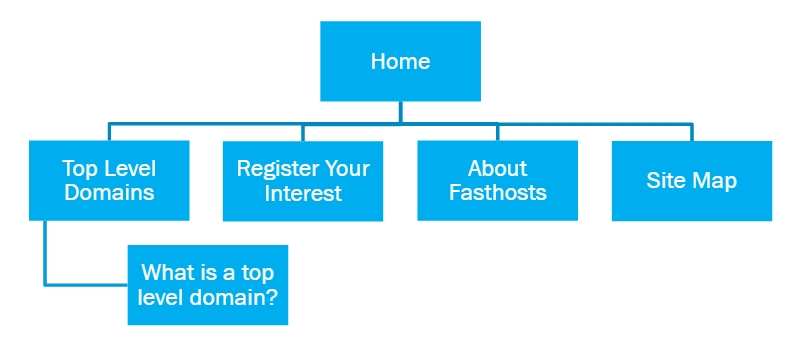 Home
Top Level
Domains
Register Your
Interest
About
Fasthosts
Site Map
What is a top
level domain?